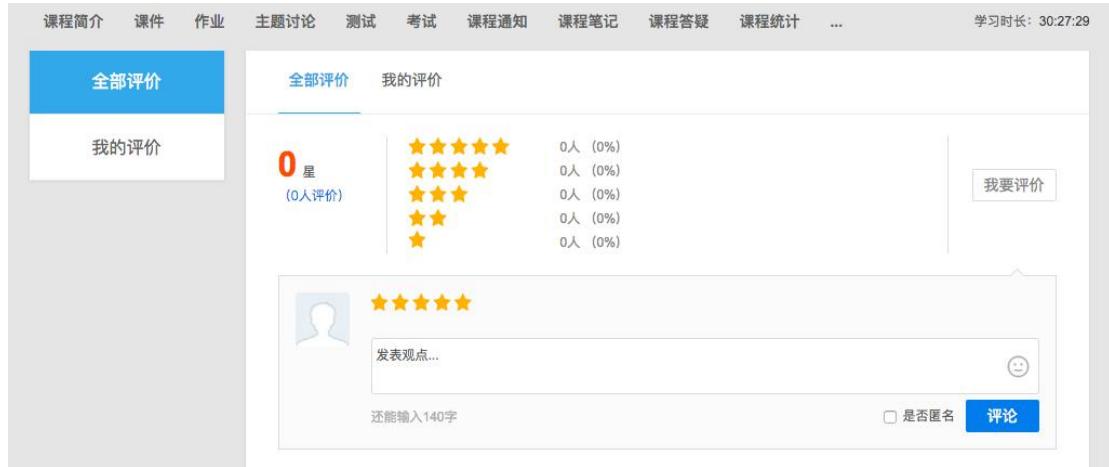 课程简介 课件 作业 主题讨论 测试 考试 课程通知 课程笔记 课程答疑 课程统计 ... 学习时长：30:27:29
全部评价
我的评价
全部评价 我的评价
0 星
（0人评价）
0人 （0%）
0人 （0%）
0人 （0%）
0人 （0%）
0人 （0%）
我要评价
发表观点...
还能输入140字
是否匿名 评论